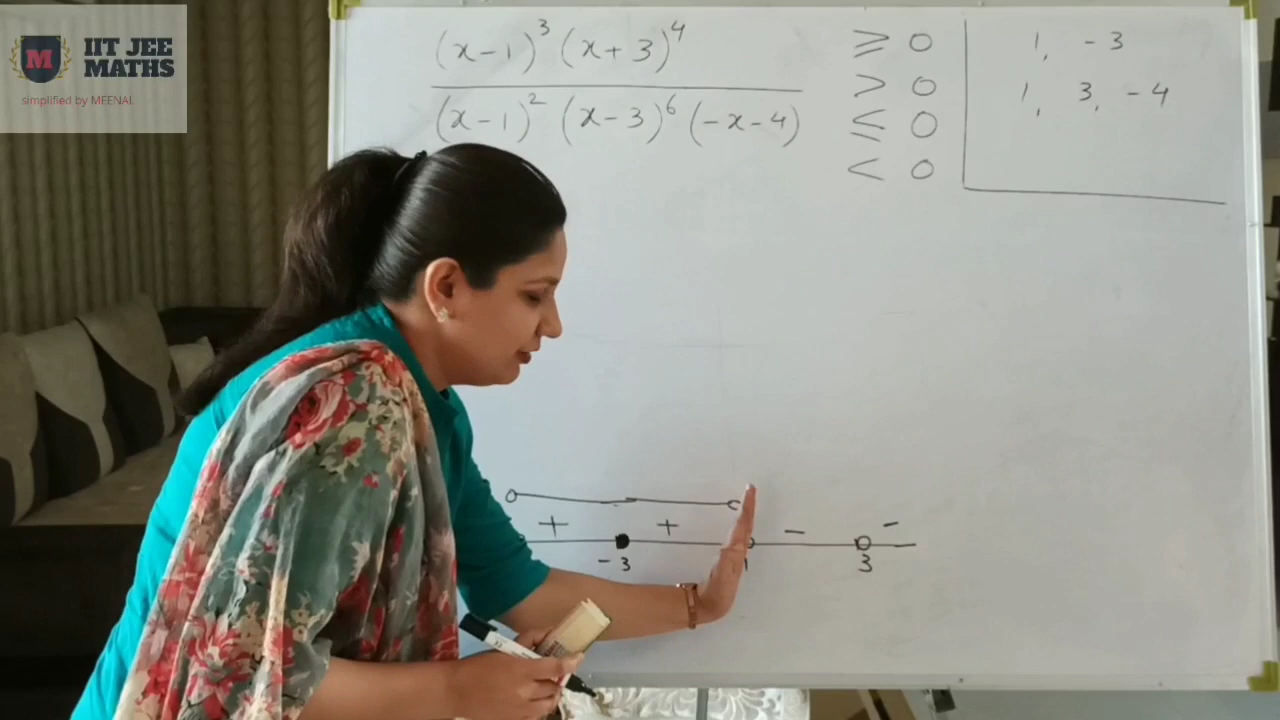 M
IIT JEE
MATHS
simplified by MEENAL
(x-1)³ (x+3)⁴
(x-1)² (x-3)⁶ (-x-4)
≥ 0
> 0
≤ 0
< 0
1, -3
1, 3, -4
+ + - -
-3 1 3